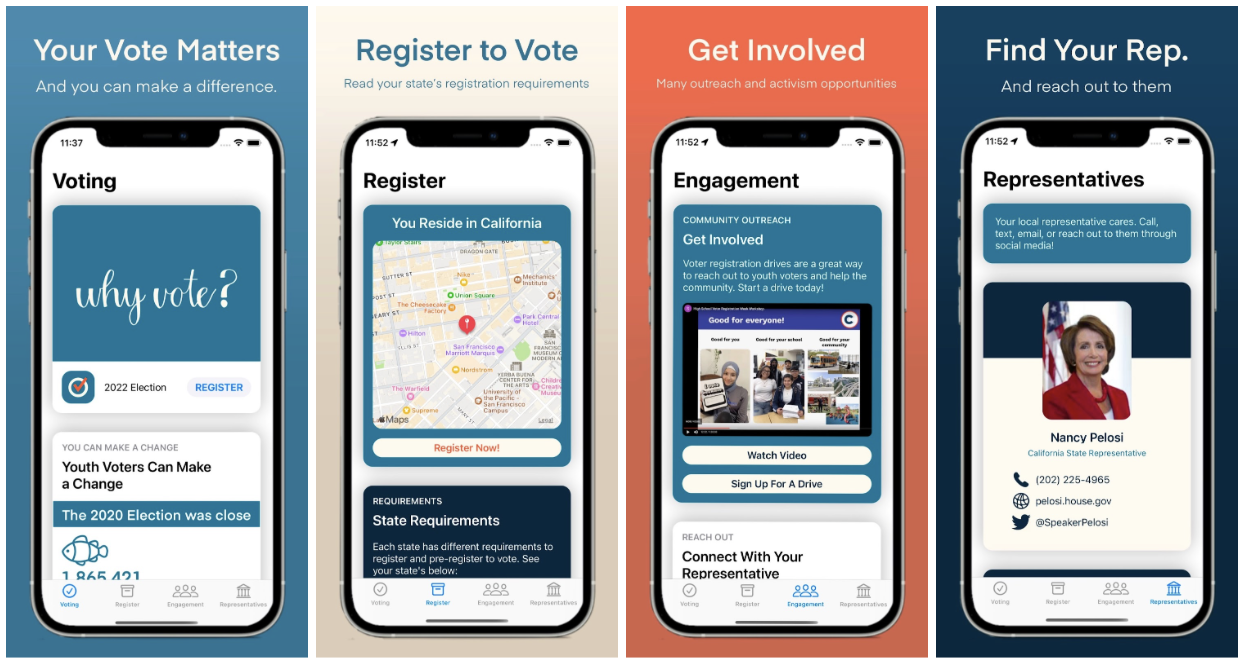 Your Vote Matters
And you can make a difference.
11:37
Voting
why vote?
2022 Election
REGISTER
YOU CAN MAKE A CHANGE
Youth Voters Can Make
a Change
The 2020 Election was close
1,865,421
Voting
Register
Engagement
Representatives
Register to Vote
Read your state's registration requirements
11:52
Register
You Reside in California
Taylor Stairs
DRAGON GATE
SUTTER ST
Nike
Mechanics'
Institute
POST ST
Union Square
The Cheesecake
Factory
GEARY ST
Park Central
Hotel
Hilton
ELLIS ST
San Francisco
Marriott Marquis
SAN
FRANCISCO
MUSEUM O
MODERN AR
Nordstrom
YERBA BUENA
CENTER FOR
THE ARTS
Childre
Creativ
Museu
The Warfield
University of
the Pacific -
San Francisco
Campus
Supreme
Maps
Legal
Register Now!
REQUIREMENTS
State Requirements
Each state has different requirements to
register and pre-register to vote. See
your state's below:
Voting
Register
Engagement
Representatives
Get Involved
Many outreach and activism opportunities
11:52
Engagement
COMMUNITY OUTREACH
Get Involved
Voter registration drives are a great way
to reach out to youth voters and help the
community. Start a drive today!
Good for everyone!
Good for you
Good for your school
Good for your
community
Watch Video
Sign Up For A Drive
REACH OUT
Connect With Your
Representative
Voting
Register
Engagement
Representatives
Find Your Rep.
And reach out to them
11:52
Representatives
Your local representative cares. Call,
text, email, or reach out to them through
social media!
Nancy Pelosi
California State Representative
(202) 225-4965
pelosi.house.gov
@SpeakerPelosi
Voting
Register
Engagement
Representatives